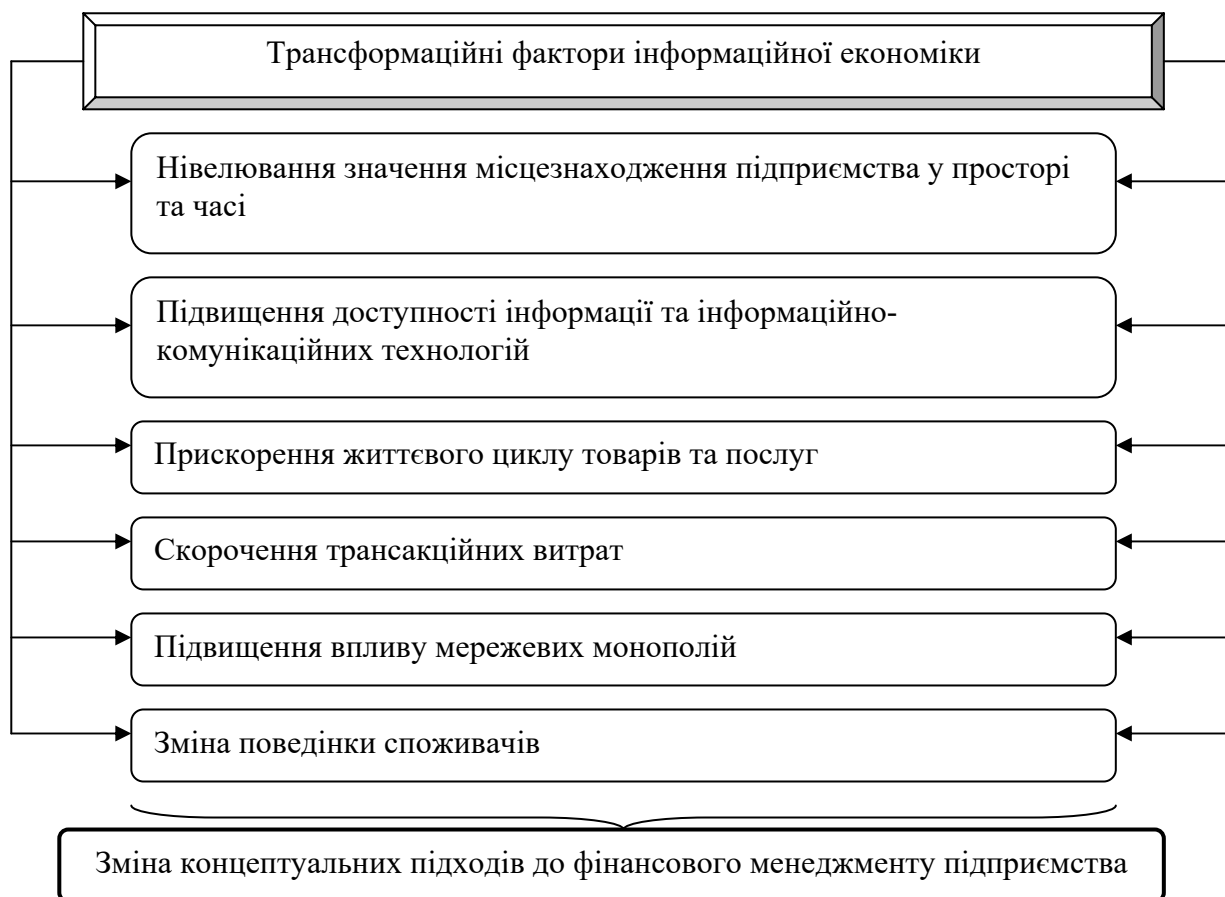 Трансформаційні фактори інформаційної економіки
Нівелювання значення місцезнаходження підприємства у просторі
та часі
Підвищення доступності інформації та інформаційно-
комунікаційних технологій
Прискорення життєвого циклу товарів та послуг
Скорочення трансакційних витрат
Підвищення впливу мережевих монополій
Зміна поведінки споживачів
Зміна концептуальних підходів до фінансового менеджменту підприємства